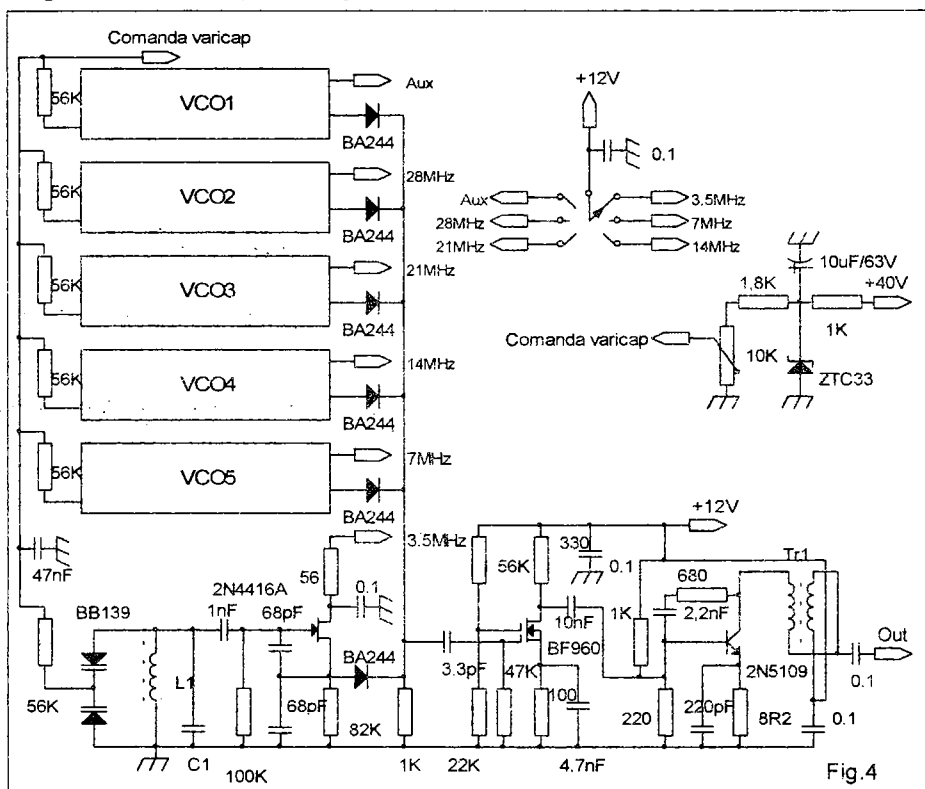 Comanda varicap
56K
VCO1
Aux
BA244
56K
VCO2
28MHz
BA244
56K
VCO3
21MHz
BA244
56K
VCO4
14MHz
BA244
56K
VCO5
7MHz
BA244
+12V
0.1
Aux
28MHz
21MHz
3.5MHz
7MHz
14MHz
10uF/63V
1,8K
+40V
1K
Comanda varicap
10K
ZTC33
47nF
3.5MHz
56
0.1
2N4416A
BB139
1nF
68pF
BA244
L1
56K
68pF
82K
C1
100K
1K
3.3pF
22K
47K
56K
330
0.1
10nF
BF960
100
4.7nF
+12V
Tr1
680
1K
2,2nF
2N5109
Out
0.1
220
220pF
8R2
0.1
Fig.4